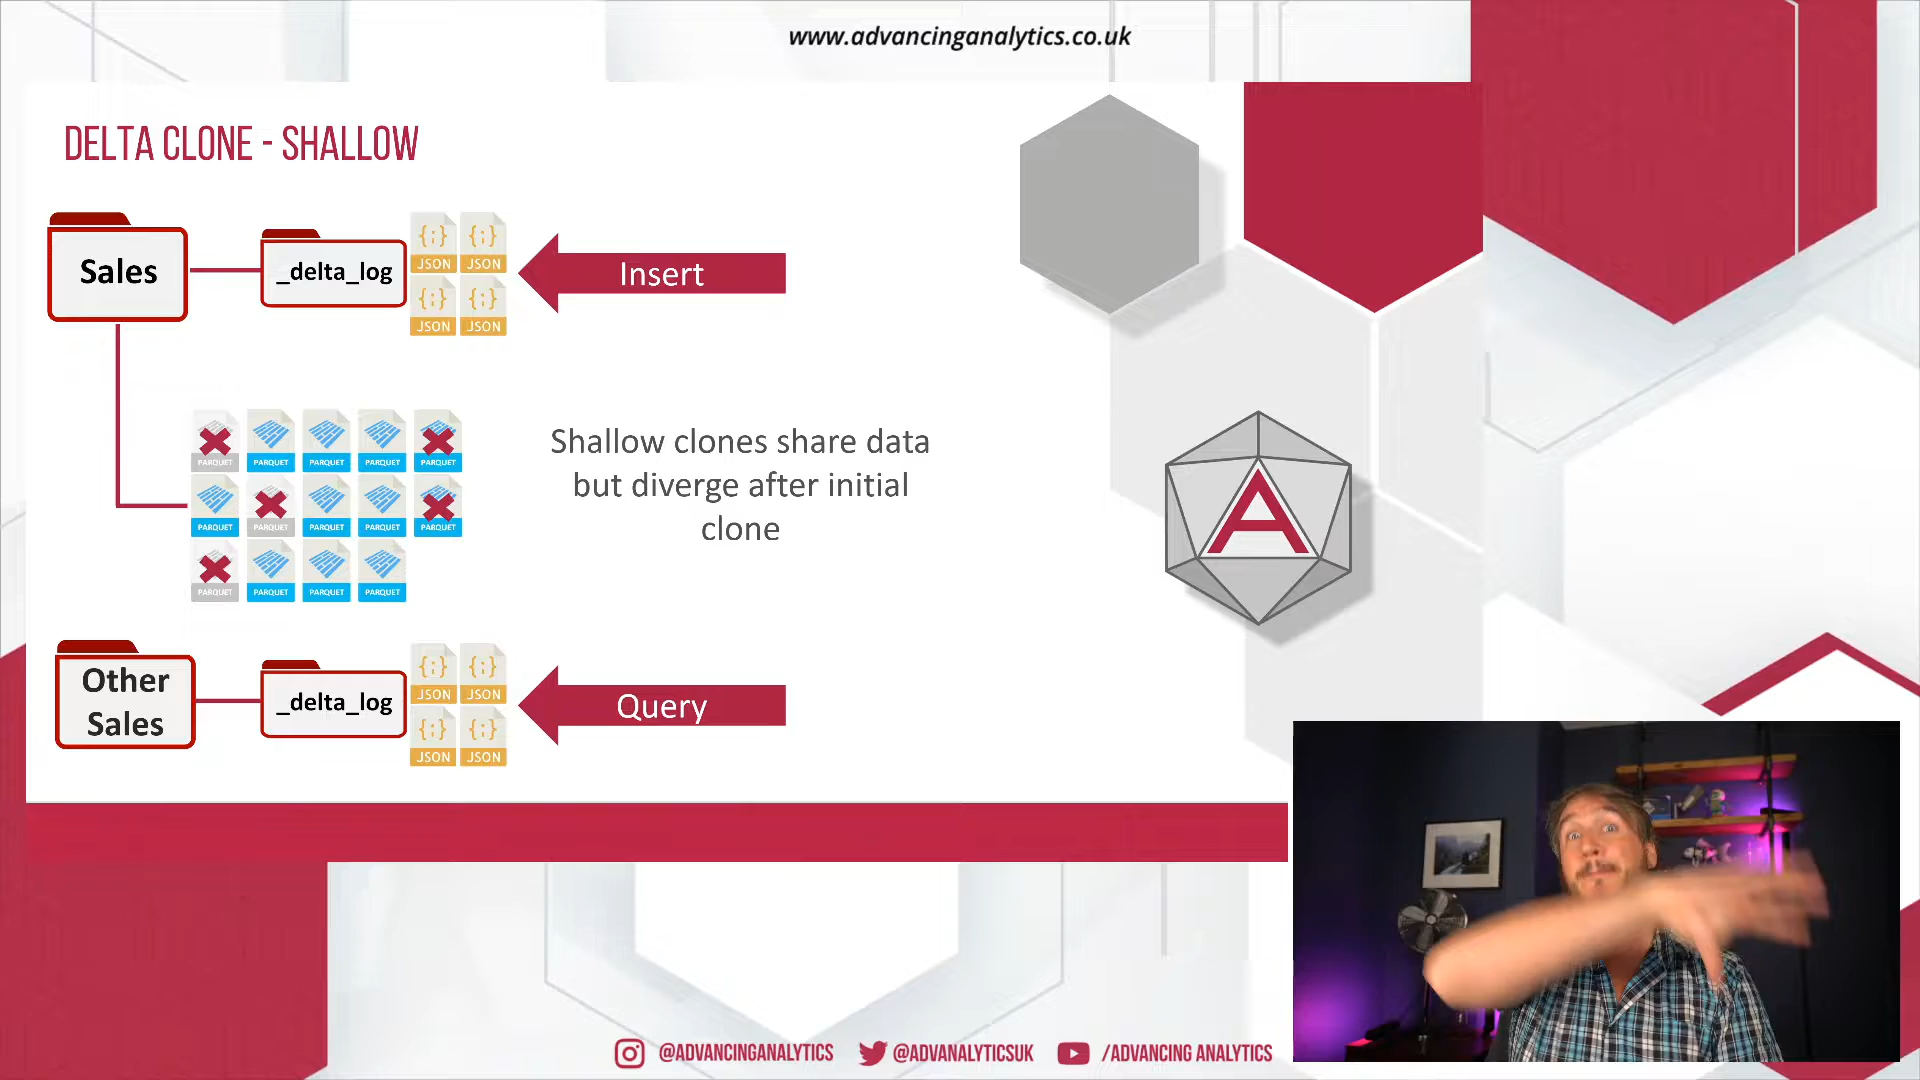 www.advancinganalytics.co.uk
DELTA CLONE - SHALLOW
Sales
_delta_log
JSON JSON
JSON JSON
Insert
PARQUET PARQUET PARQUET PARQUET PARQUET
PARQUET PARQUET PARQUET PARQUET PARQUET
PARQUET PARQUET PARQUET PARQUET
Shallow clones share data
but diverge after initial
clone
A
Other
Sales
_delta_log
JSON JSON
JSON JSON
Query
@ADVANCINGANALYTICS @ADVANALYTICSUK /ADVANCING ANALYTICS